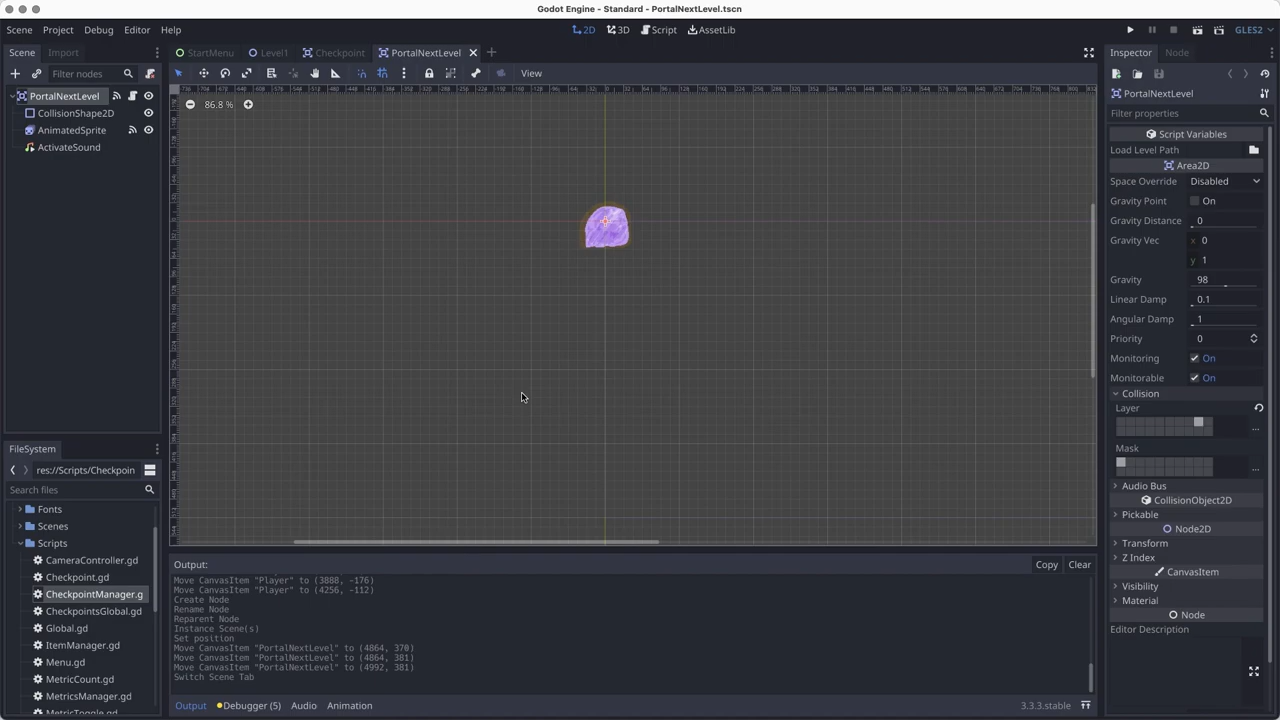 Godot Engine - Standard - PortalNextLevel.tscn
Scene Project Debug Editor Help
2D 3D Script AssetLib
GLES2
Scene Import
StartMenu Level1 Checkpoint PortalNextLevel
Inspector Node
Filter nodes
View
PortalNextLevel
CollisionShape2D
AnimatedSprite
ActivateSound
86.8 %
PortalNextLevel
Filter properties
Script Variables
Load Level Path
Area2D
Space Override Disabled
Gravity Point On
Gravity Distance 0
Gravity Vec x 0
y 1
Gravity 98
Linear Damp 0.1
Angular Damp 1
Priority 0
Monitoring On
Monitorable On
Collision
Layer
...
Mask
...
Audio Bus
CollisionObject2D
Pickable
Node2D
Transform
Z Index
CanvasItem
Visibility
Material
Node
Editor Description
FileSystem
res://Scripts/Checkpoin
Search files
Fonts
Scenes
Scripts
CameraController.gd
Checkpoint.gd
CheckpointManager.g
CheckpointsGlobal.gd
Global.gd
ItemManager.gd
Menu.gd
MetricCount.gd
MetricsManager.gd
MetricToggle.gd
Output:
Copy Clear
Move CanvasItem "Player" to (3888, -176)
Move CanvasItem "Player" to (4256, -112)
Create Node
Rename Node
Reparent Node
Instance Scene(s)
Set position
Move CanvasItem "PortalNextLevel" to (4864, 370)
Move CanvasItem "PortalNextLevel" to (4864, 381)
Move CanvasItem "PortalNextLevel" to (4992, 381)
Switch Scene Tab
Output Debugger (5) Audio Animation
3.3.3.stable